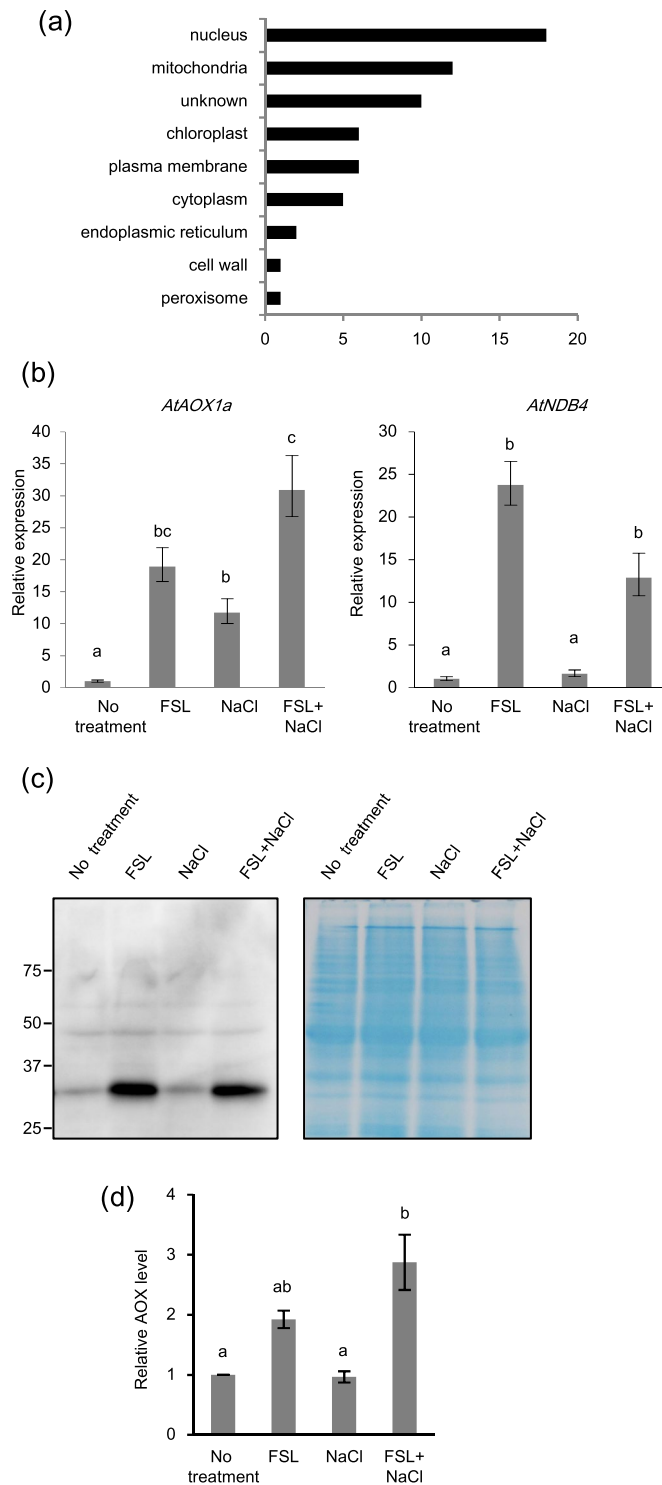 (a)
nucleus
mitochondria
unknown
chloroplast
plasma membrane
cytoplasm
endoplasmic reticulum
cell wall
peroxisome
0 5 10 15 20
(b)
AtAOX1a
Relative expression
40
35
30
25
20
15
10
5
0
a
bc
b
c
No treatment
FSL
NaCl
FSL+
NaCl
AtNDB4
Relative expression
30
25
20
15
10
5
0
a
b
a
b
No
treatment
FSL
NaCl
FSL+
NaCl
(c)
No treatment
FSL
NaCl
FSL+NaCl
75
50
37
25
No treatment
FSL
NaCl
FSL+NaCl
(d)
Relative AOX level
4
3
2
1
0
a
ab
a
b
No
treatment
FSL
NaCl
FSL+
NaCl